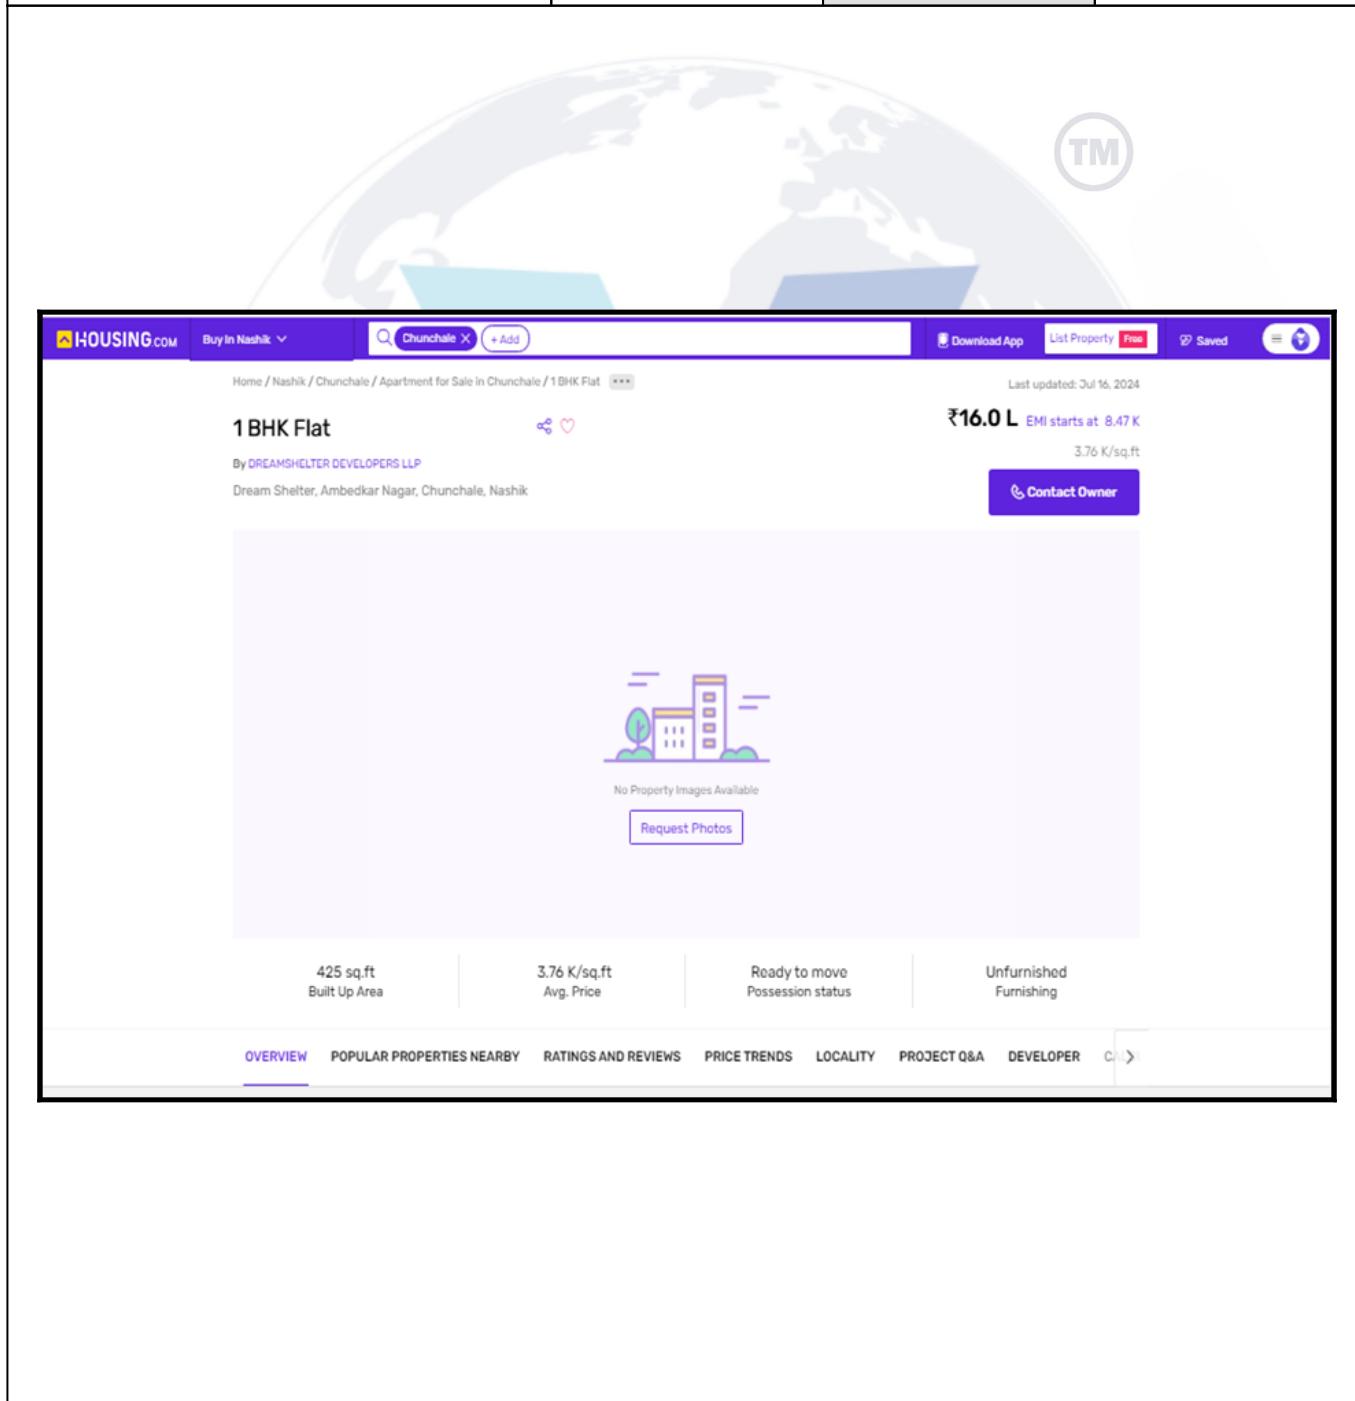 TM
HOUSING.COM Buy In Nashik Chunchale + Add Download App List Property Free Saved
Home / Nashik / Chunchale / Apartment for Sale in Chunchale / 1 BHK Flat
Last updated: Jul 16, 2024
1 BHK Flat
₹16.0 L EMI starts at 8.47 K
3.76 K/sq.ft
By DREAMSHELTER DEVELOPERS LLP
Dream Shelter, Ambedkar Nagar, Chunchale, Nashik
Contact Owner
No Property Images Available
Request Photos
425 sq.ft 3.76 K/sq.ft Ready to move Unfurnished
Built Up Area Avg. Price Possession status Furnishing
OVERVIEW POPULAR PROPERTIES NEARBY RATINGS AND REVIEWS PRICE TRENDS LOCALITY PROJECT Q&A DEVELOPER